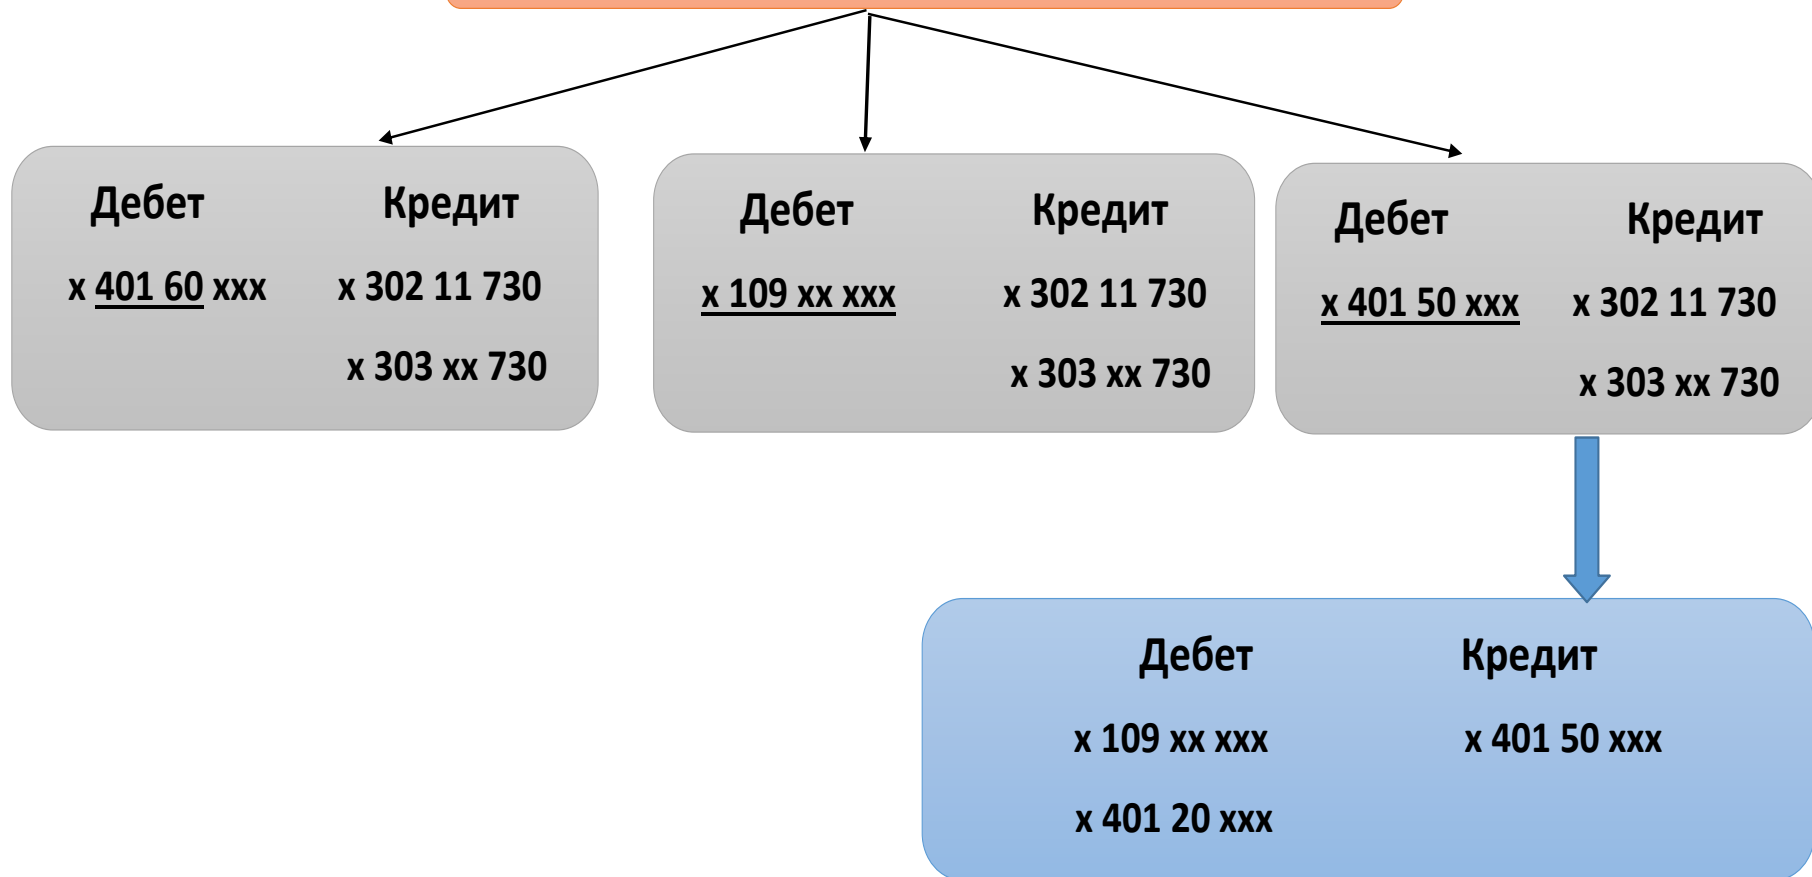 Дебет Кредит
х 401 60 ххх х 302 11 730
х 303 хх 730
Дебет Кредит
х 109 хх ххх х 302 11 730
х 303 хх 730
Дебет Кредит
х 401 50 ххх х 302 11 730
х 303 хх 730
Дебет Кредит
х 109 хх ххх х 401 50 ххх
х 401 20 ххх